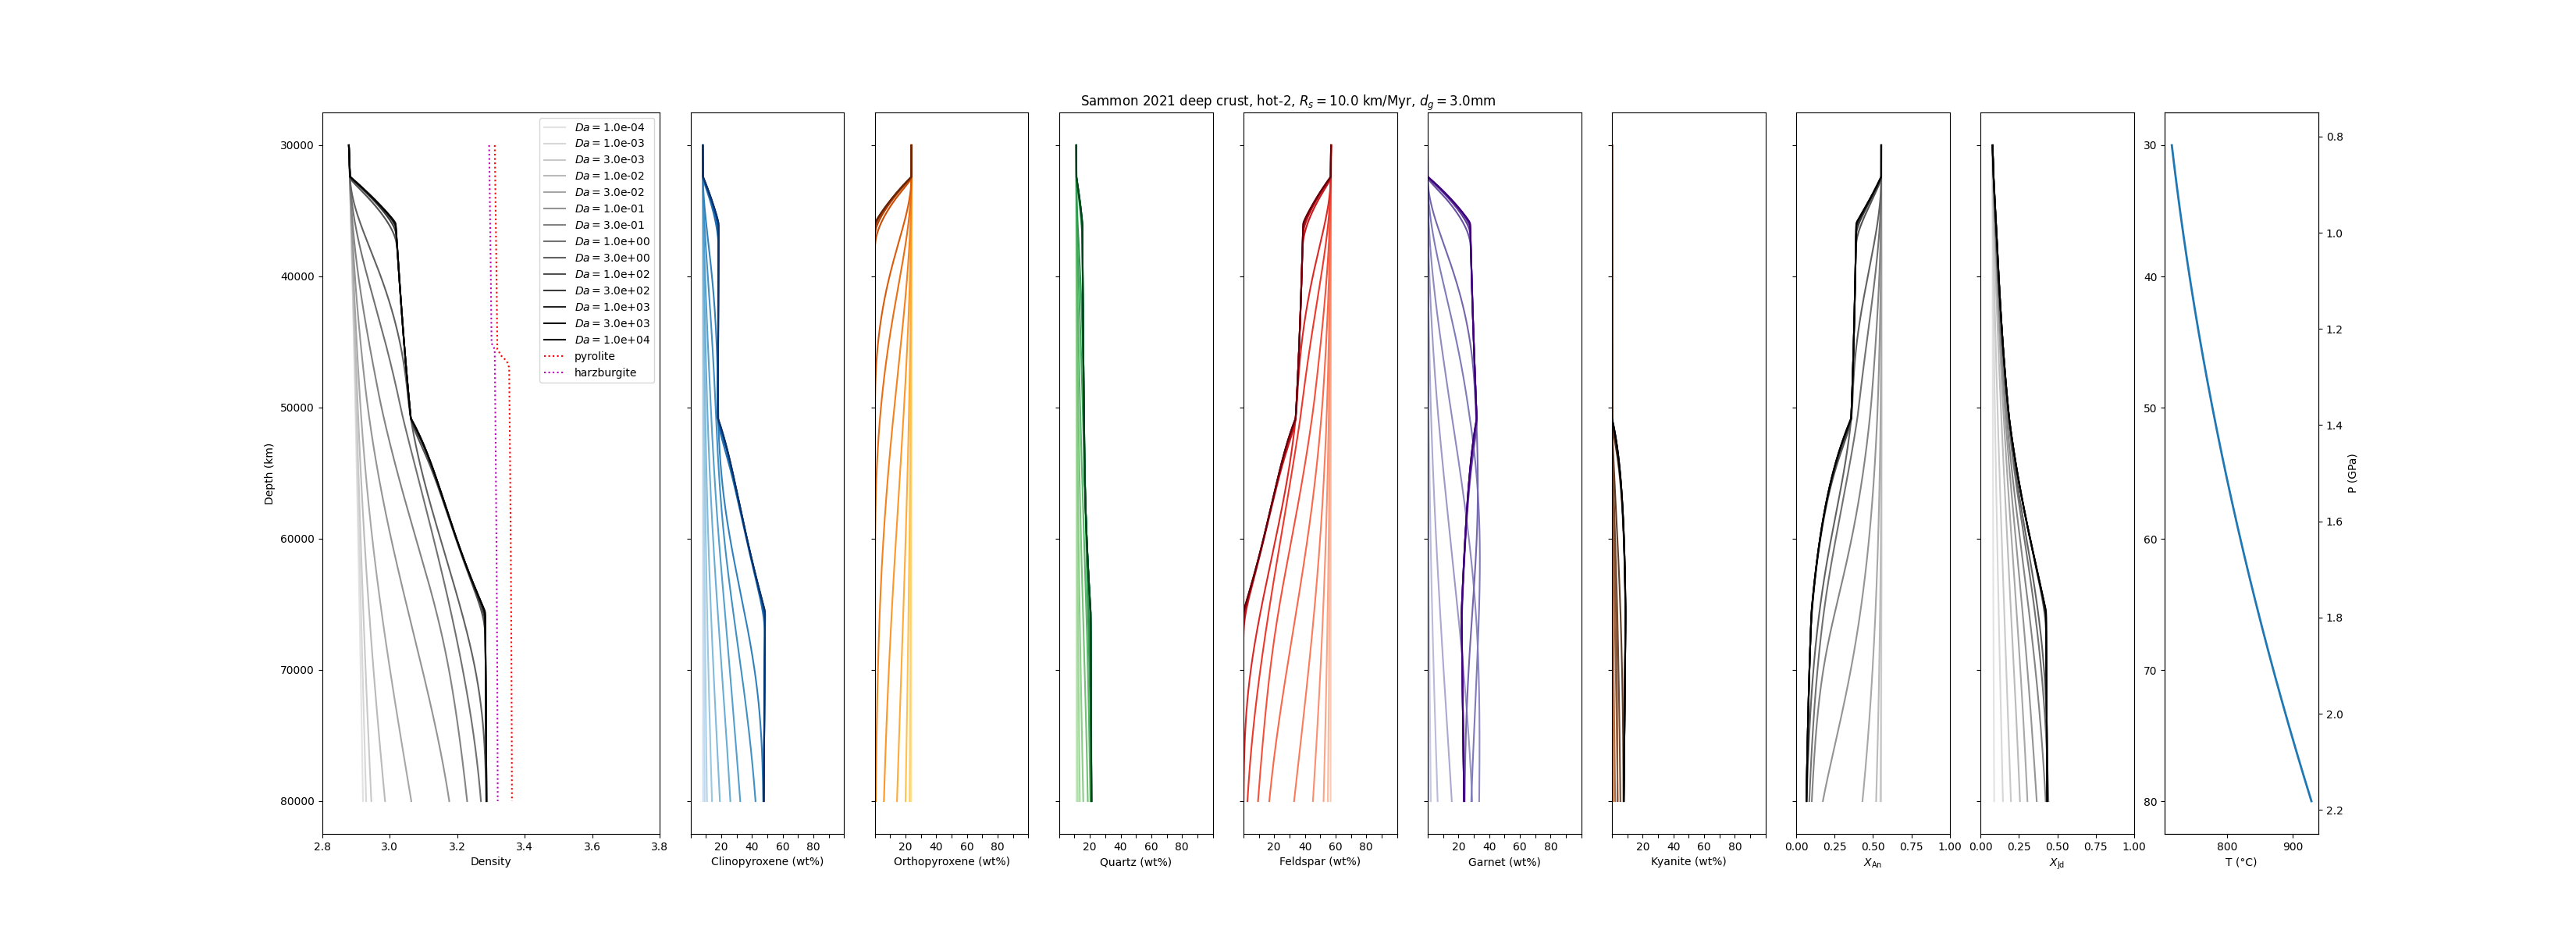 Sammon 2021 deep crust, hot-2, Rs = 10.0 km/Myr, dg = 3.0mm
Da = 1.0e-04
Da = 1.0e-03
Da = 3.0e-03
Da = 1.0e-02
Da = 3.0e-02
Da = 1.0e-01
Da = 3.0e-01
Da = 1.0e+00
Da = 3.0e+00
Da = 1.0e+02
Da = 3.0e+02
Da = 1.0e+03
Da = 3.0e+03
Da = 1.0e+04
pyrolite
harzburgite
Depth (km)
30000
40000
50000
60000
70000
80000
2.8 3.0 3.2 3.4 3.6 3.8
Density
20 40 60 80
Clinopyroxene (wt%)
20 40 60 80
Orthopyroxene (wt%)
20 40 60 80
Quartz (wt%)
20 40 60 80
Feldspar (wt%)
20 40 60 80
Garnet (wt%)
20 40 60 80
Kyanite (wt%)
0.00 0.25 0.50 0.75 1.00
XAn
0.00 0.25 0.50 0.75 1.00
XJd
30
40
50
60
70
80
800 900
T (°C)
0.8
1.0
1.2
1.4
1.6
1.8
2.0
2.2
P (GPa)